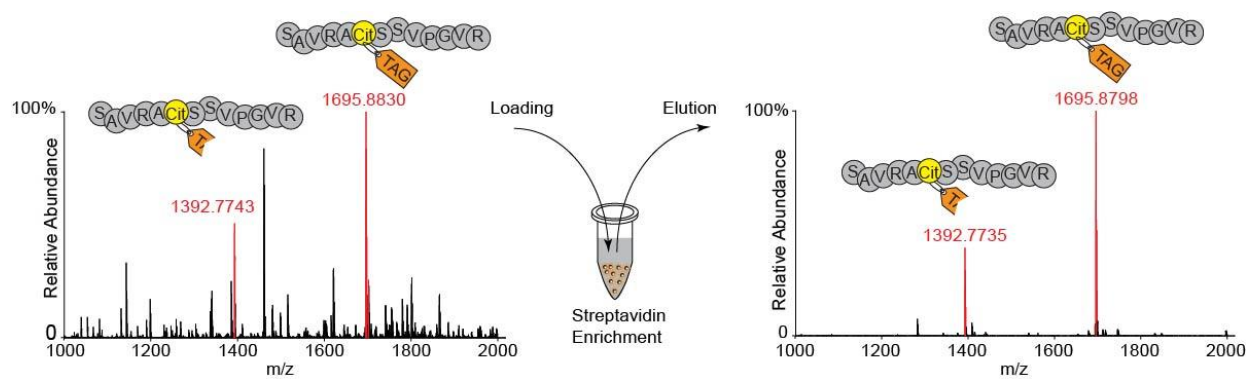 SAVRACitSSVPGVR
TAG
1695.8830
SAVRACitSSVPGVR
TA
1392.7743
100%
Relative Abundance
0
1000 1200 1400 1600 1800 2000
m/z
Loading
Elution
Streptavidin
Enrichment
SAVRACitSSVPGVR
TAG
1695.8798
SAVRACitSSVPGVR
TA
1392.7735
100%
Relative Abundance
0
1000 1200 1400 1600 1800 2000
m/z